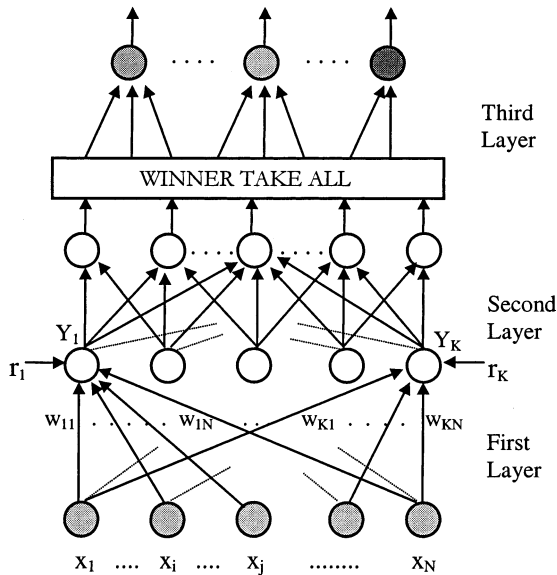 Third
Layer
WINNER TAKE ALL
Second
Layer
Y1 YK
r1 rK
w11 w1N wK1 wKN
First
Layer
x1 .... xi .... xj ........ xN